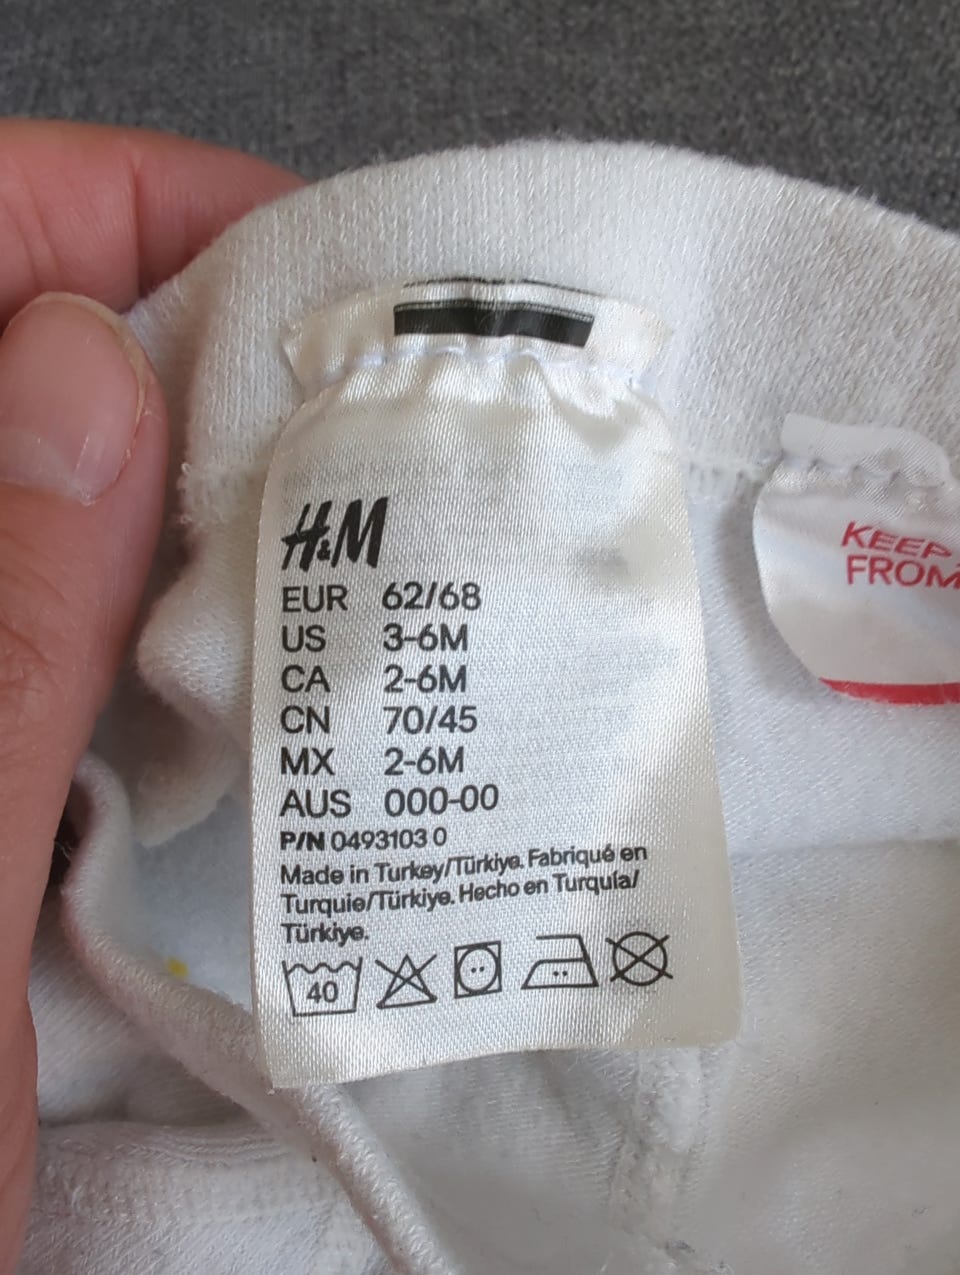 H&M
EUR 62/68
US 3-6M
CA 2-6M
CN 70/45
MX 2-6M
AUS 000-00
P/N 0493103 0
Made in Turkey/Türkiye. Fabriqué en
Turquie/Türkiye. Hecho en Turquía/
Türkiye.
40
KEEP
FROM